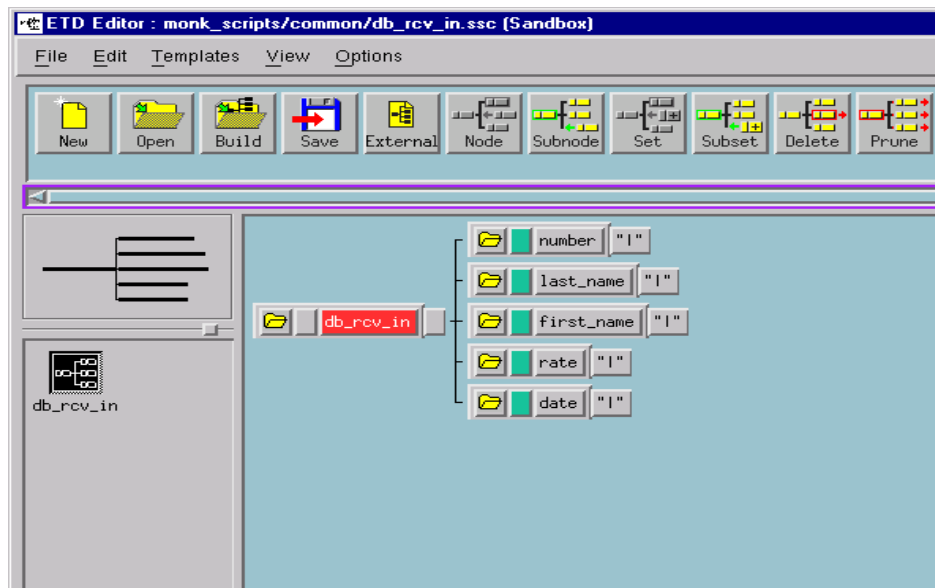 ETD Editor : monk_scripts/common/db_rcv_in.ssc (Sandbox)
File Edit Templates View Options
New Open Build Save External Node Subnode Set Subset Delete Prune
number "|"
last_name "|"
db_rcv_in first_name "|"
rate "|"
date "|"
db_rcv_in